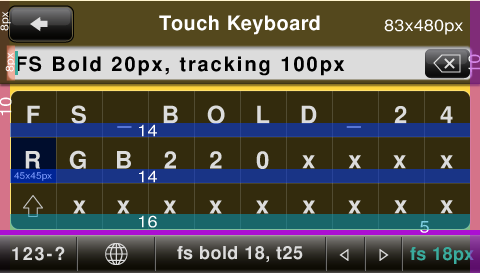 8px
Touch Keyboard
83x480px
8px
FS Bold 20px, tracking 100px
10
10
F S _ B O L D _ 2 4
14
R G B 2 2 0 x x x x
45x45px
14
x x x x x x x x x
16
5
123-?
fs bold 18, t25
fs 18px